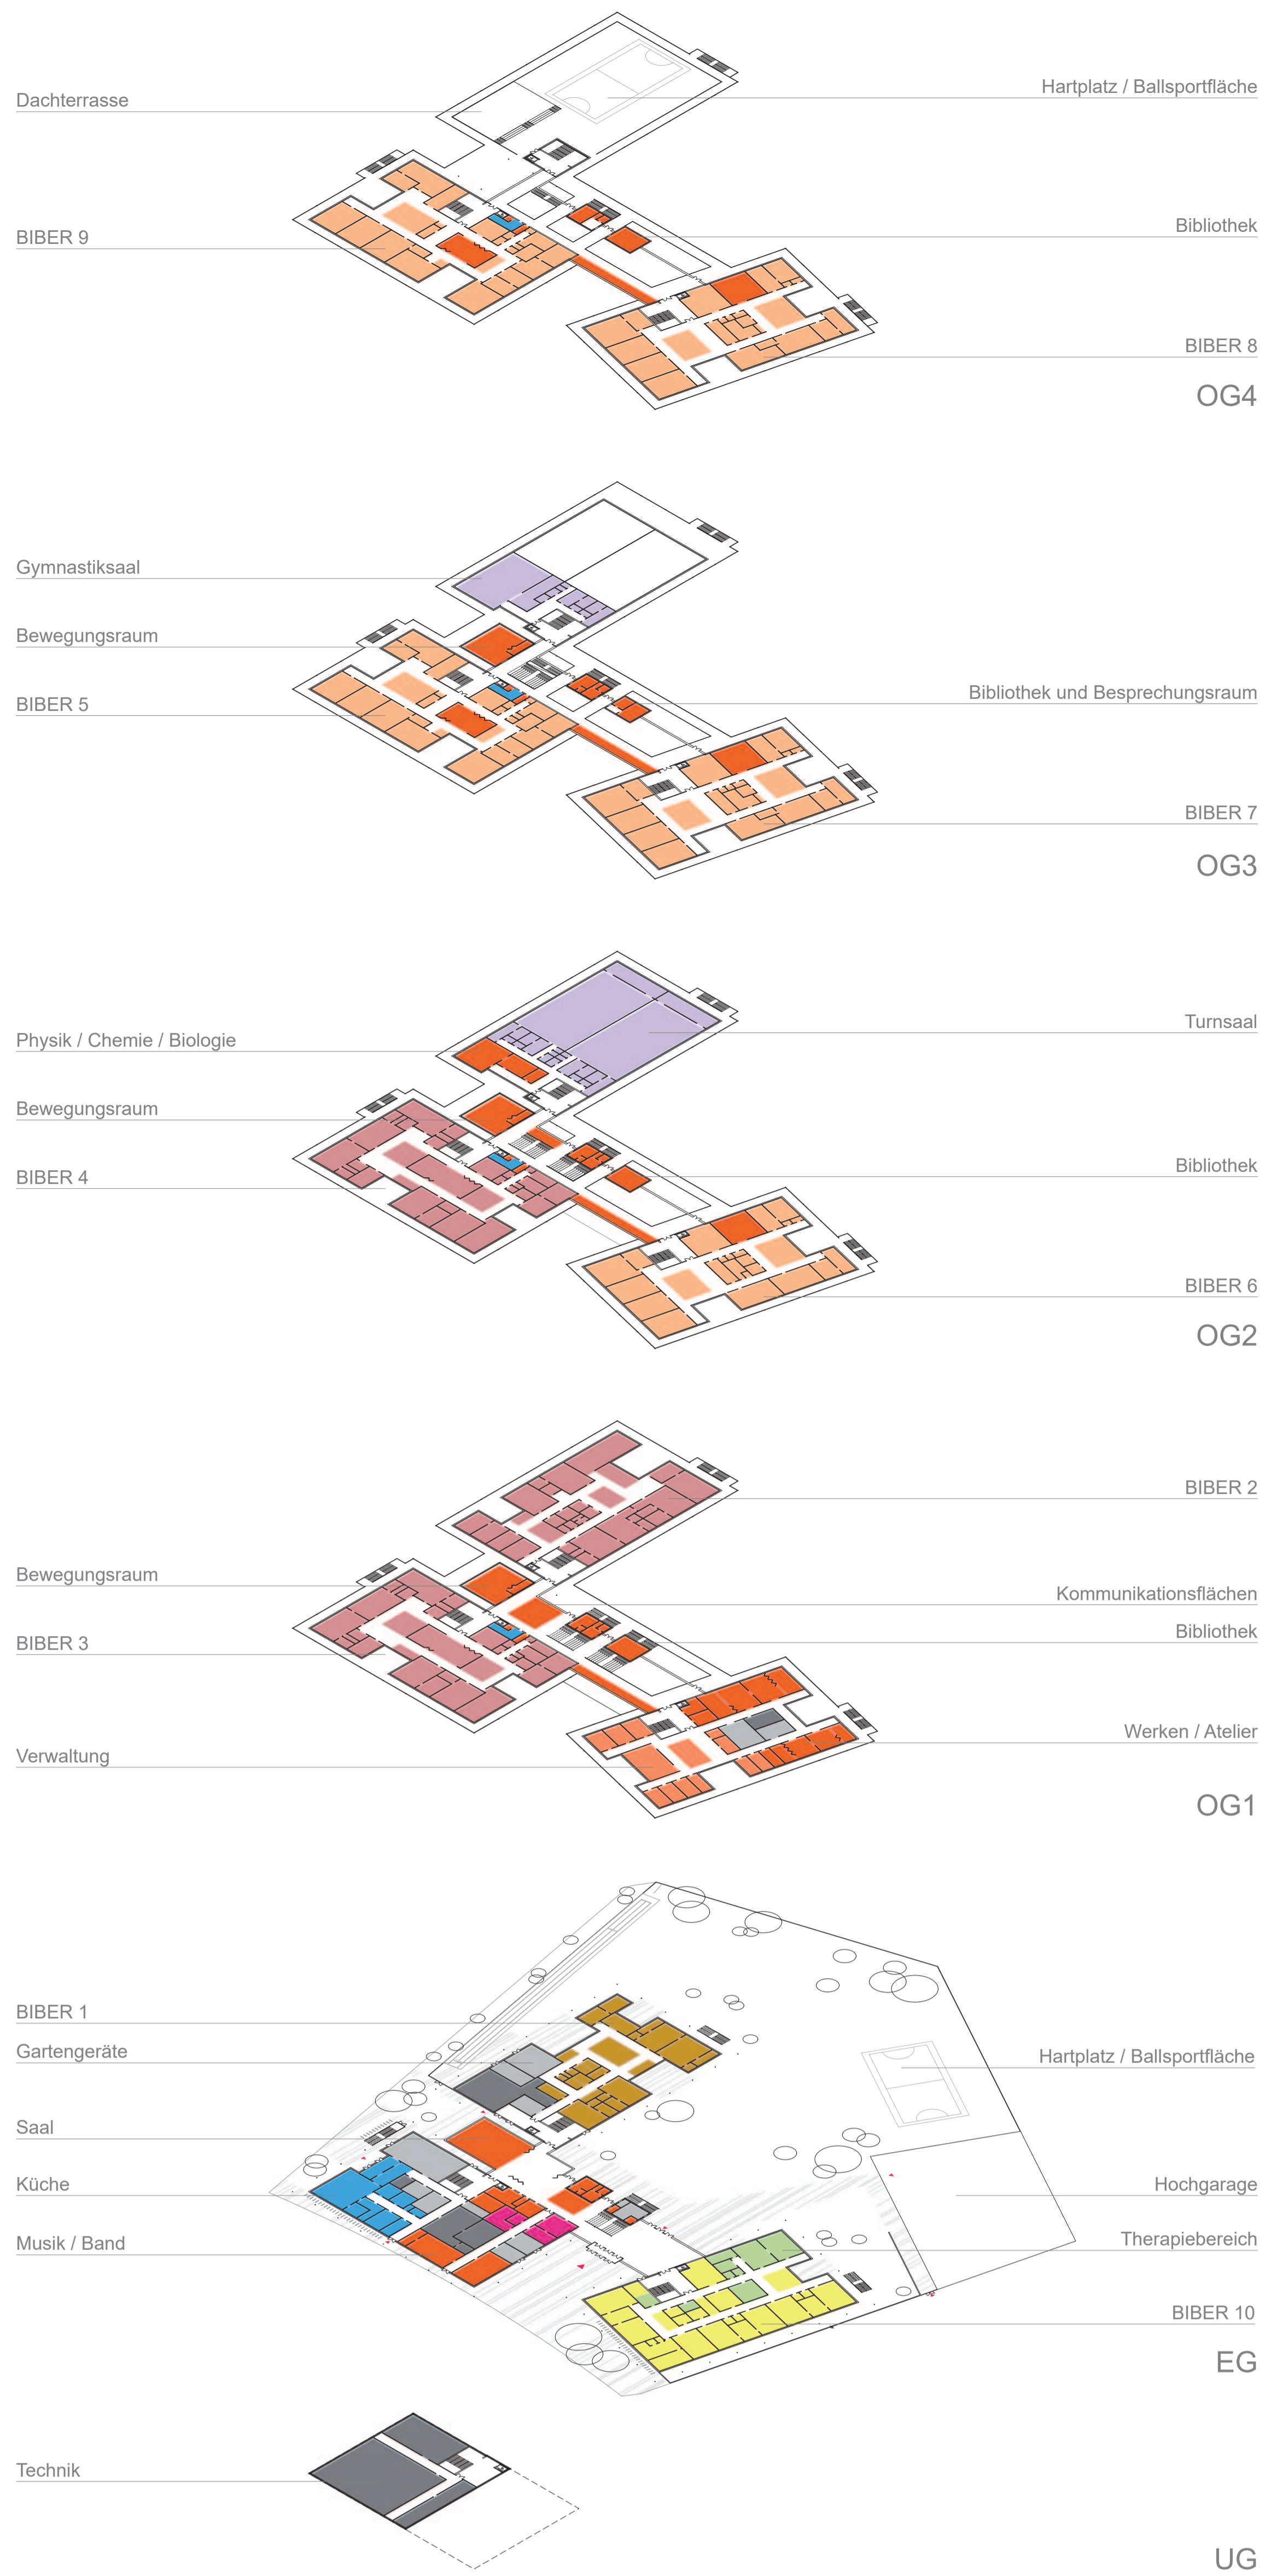 Hartplatz / Ballsportfläche
Dachterrasse
Bibliothek
BIBER 9
BIBER 8
OG4
Gymnastiksaal
Bewegungsraum
Bibliothek und Besprechungsraum
BIBER 5
BIBER 7
OG3
Turnsaal
Physik / Chemie / Biologie
Bewegungsraum
Bibliothek
BIBER 4
BIBER 6
OG2
BIBER 2
Bewegungsraum
Kommunikationsflächen
Bibliothek
BIBER 3
Werken / Atelier
Verwaltung
OG1
BIBER 1
Gartengeräte
Hartplatz / Ballsportfläche
Saal
Küche
Hochgarage
Therapiebereich
Musik / Band
BIBER 10
EG
Technik
UG